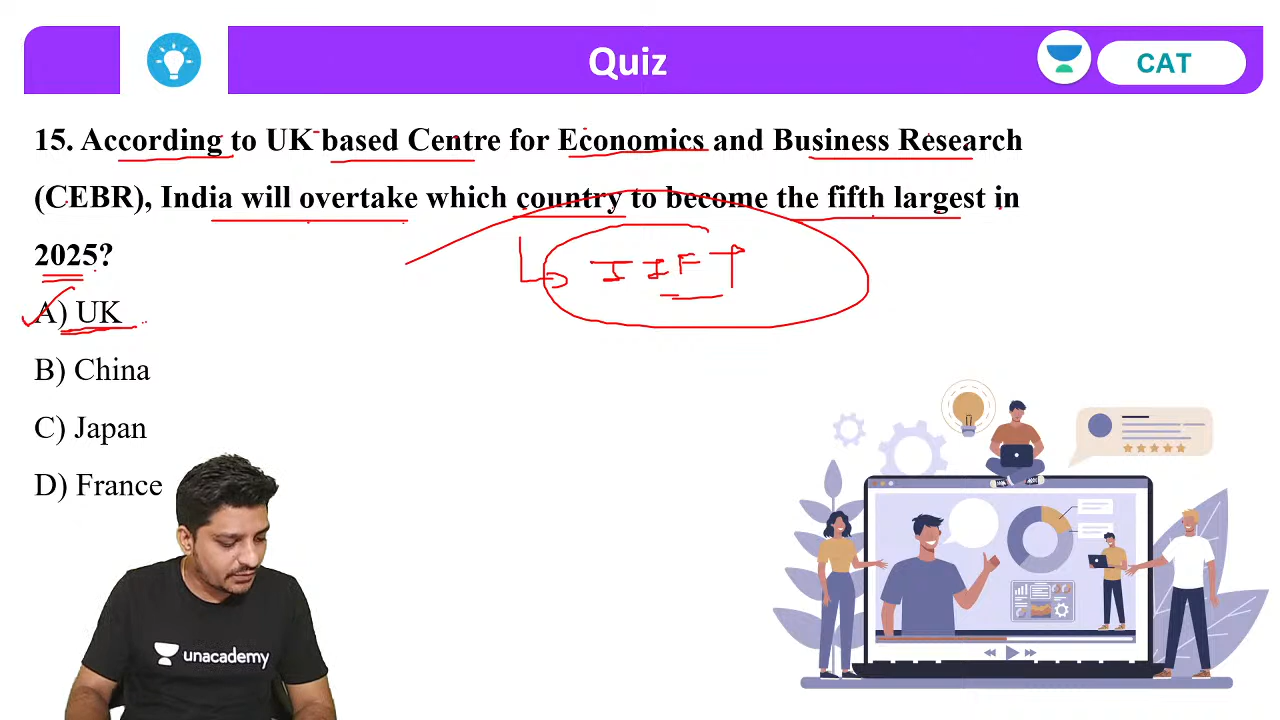 Quiz
CAT
15. According to UK based Centre for Economics and Business Research
(CEBR), India will overtake which country to become the fifth largest in
2025?
IIFT
A) UK
B) China
C) Japan
D) France
unacademy